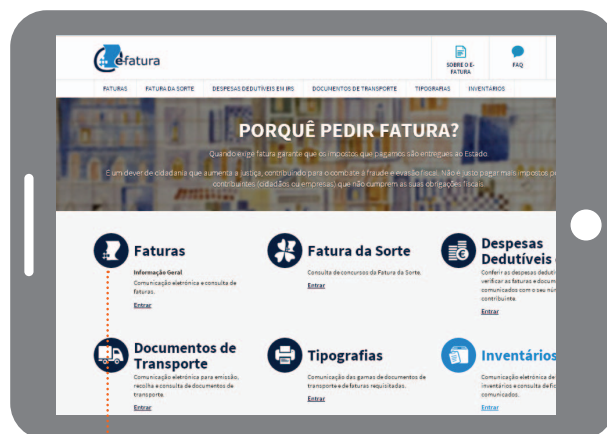 e-fatura
SOBRE O E-
FATURA
FAQ
FATURAS FATURA DA SORTE DESPESAS DEDUTÍVEIS EM IRS DOCUMENTOS DE TRANSPORTE TIPOGRAFIAS INVENTÁRIOS
PORQUÊ PEDIR FATURA?
Quando exige fatura garante que os impostos que pagamos são entregues ao Estado.
É um dever de cidadania que aumenta a justiça, contribuindo para o combate à fraude e evasão fiscal. Não é justo pagar mais impostos
contribuintes (cidadãos ou empresas) que não cumprem as suas obrigações fiscais.
Faturas
Informação Geral
Comunicação eletrónica e consulta de
faturas.
Entrar
Fatura da Sorte
Consulta de concursos da Fatura da Sorte.
Entrar
Despesas
Dedutíveis
Conferir as despesas
verificar as faturas e
comunicados com o seu
contribuinte.
Entrar
Documentos de
Transporte
Comunicação eletrónica para emissão,
recolha e consulta de documentos de
transporte.
Entrar
Tipografias
Comunicação das gamas de documentos de
transporte e de faturas requisitadas.
Entrar
Inventários
Comunicação eletrónica de
inventários e consulta de
comunicados.
Entrar